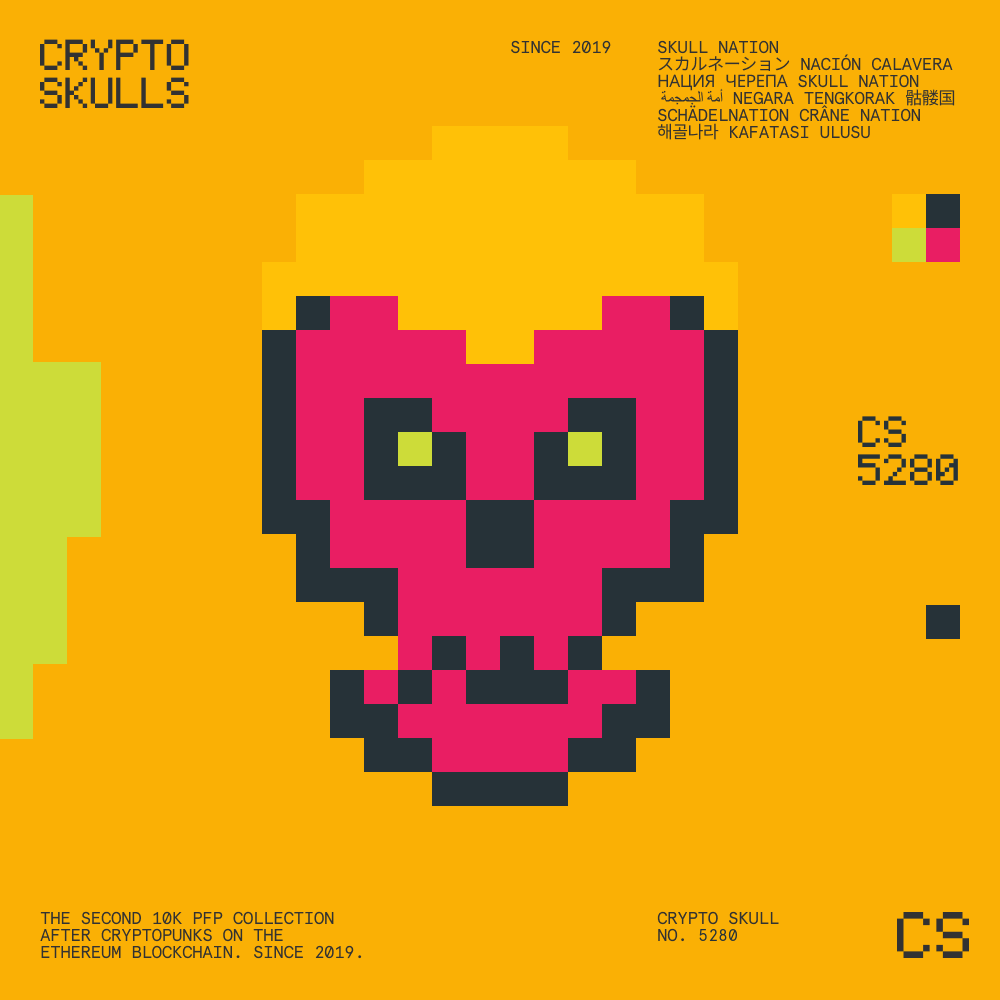 CRYPTO
SKULLS
SINCE 2019
SKULL NATION
スカルネーション NACIÓN CALAVERA
НАЦИЯ ЧЕРЕПА SKULL NATION
أمة الجمجمة NEGARA TENGKORAK 骷髅国
SCHÄDELNATION CRÂNE NATION
해골나라 KAFATASI ULUSU
CS
5280
THE SECOND 10K PFP COLLECTION
AFTER CRYPTOPUNKS ON THE
ETHEREUM BLOCKCHAIN. SINCE 2019.
CRYPTO SKULL
NO. 5280
CS